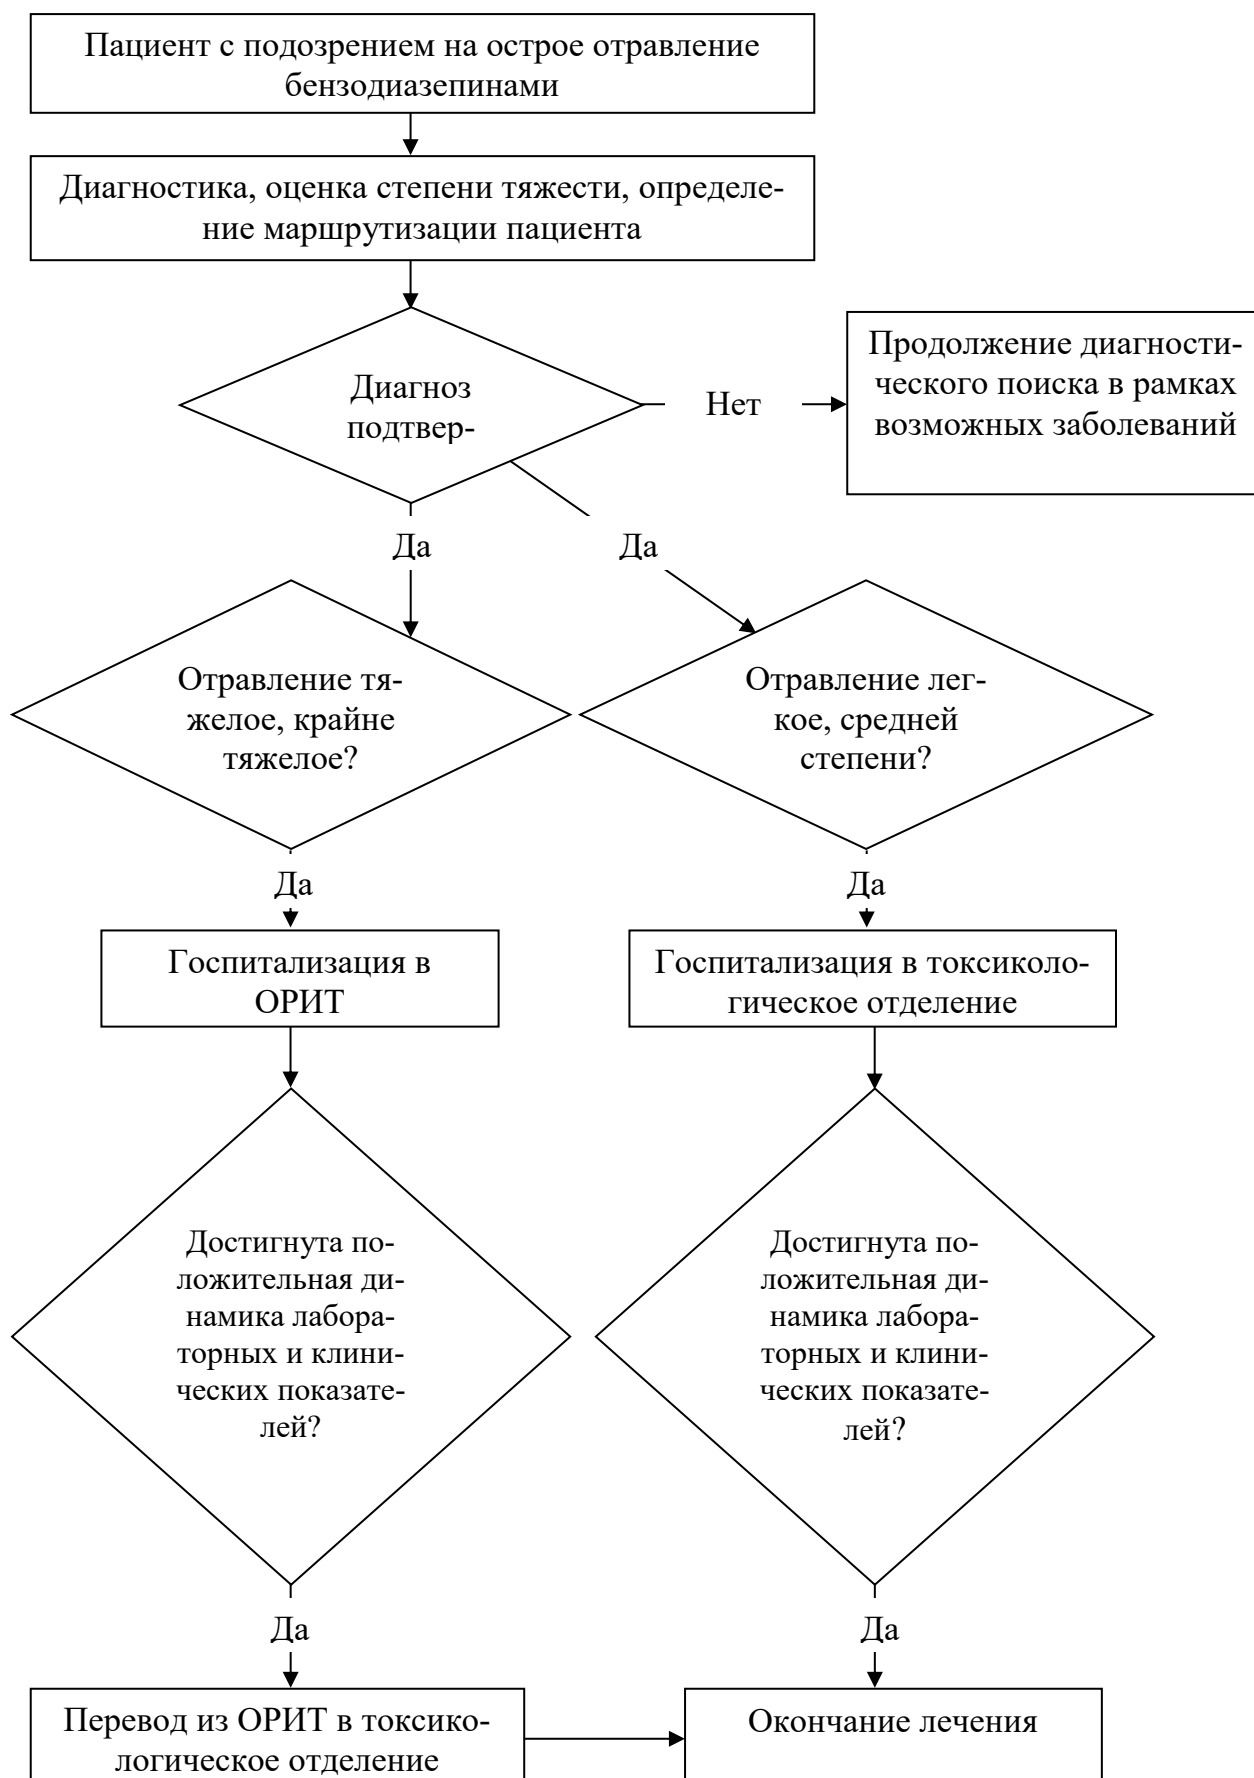 Пациент с подозрением на острое отравление
бензодиазепинами
Диагностика, оценка степени тяжести, определе-
ние маршрутизации пациента
Диагноз
подтвер-
Нет
Продолжение диагности-
ческого поиска в рамках
возможных заболеваний
Да
Да
Отравление тя-
желое, крайне
тяжелое?
Отравление лег-
кое, средней
степени?
Да
Да
Госпитализация в
ОРИТ
Госпитализация в токсиколо-
гическое отделение
Достигнута по-
ложительная ди-
намика лабора-
торных и клини-
ческих показате-
лей?
Достигнута по-
ложительная ди-
намика лабора-
торных и клини-
ческих показате-
лей?
Да
Да
Перевод из ОРИТ в токсико-
логическое отделение
Окончание лечения